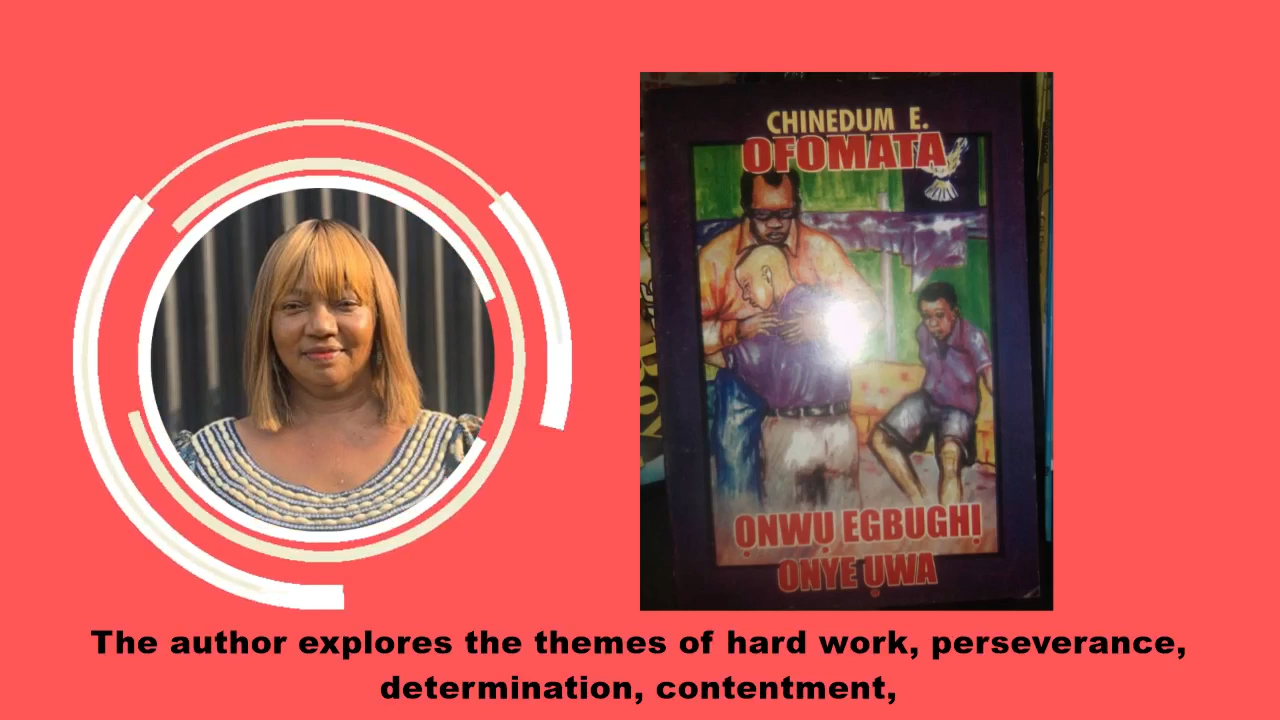 CHINEDUM E.
OFOMATA
ỌNWỤ EGBUGHỊ
ONYE ỤWA
The author explores the themes of hard work, perseverance,
determination, contentment,